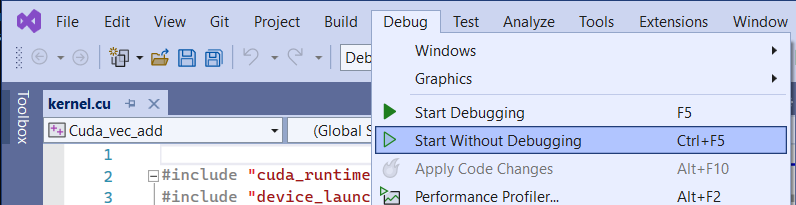 File Edit View Git Project Build Debug Test Analyze Tools Extensions Window
Windows
Graphics
Toolbox
kernel.cu
Start Debugging F5
Cuda_vec_add
(Global
Start Without Debugging Ctrl+F5
1
Apply Code Changes Alt+F10
2 #include "cuda_runtime
3 #include "device_launc
Performance Profiler... Alt+F2